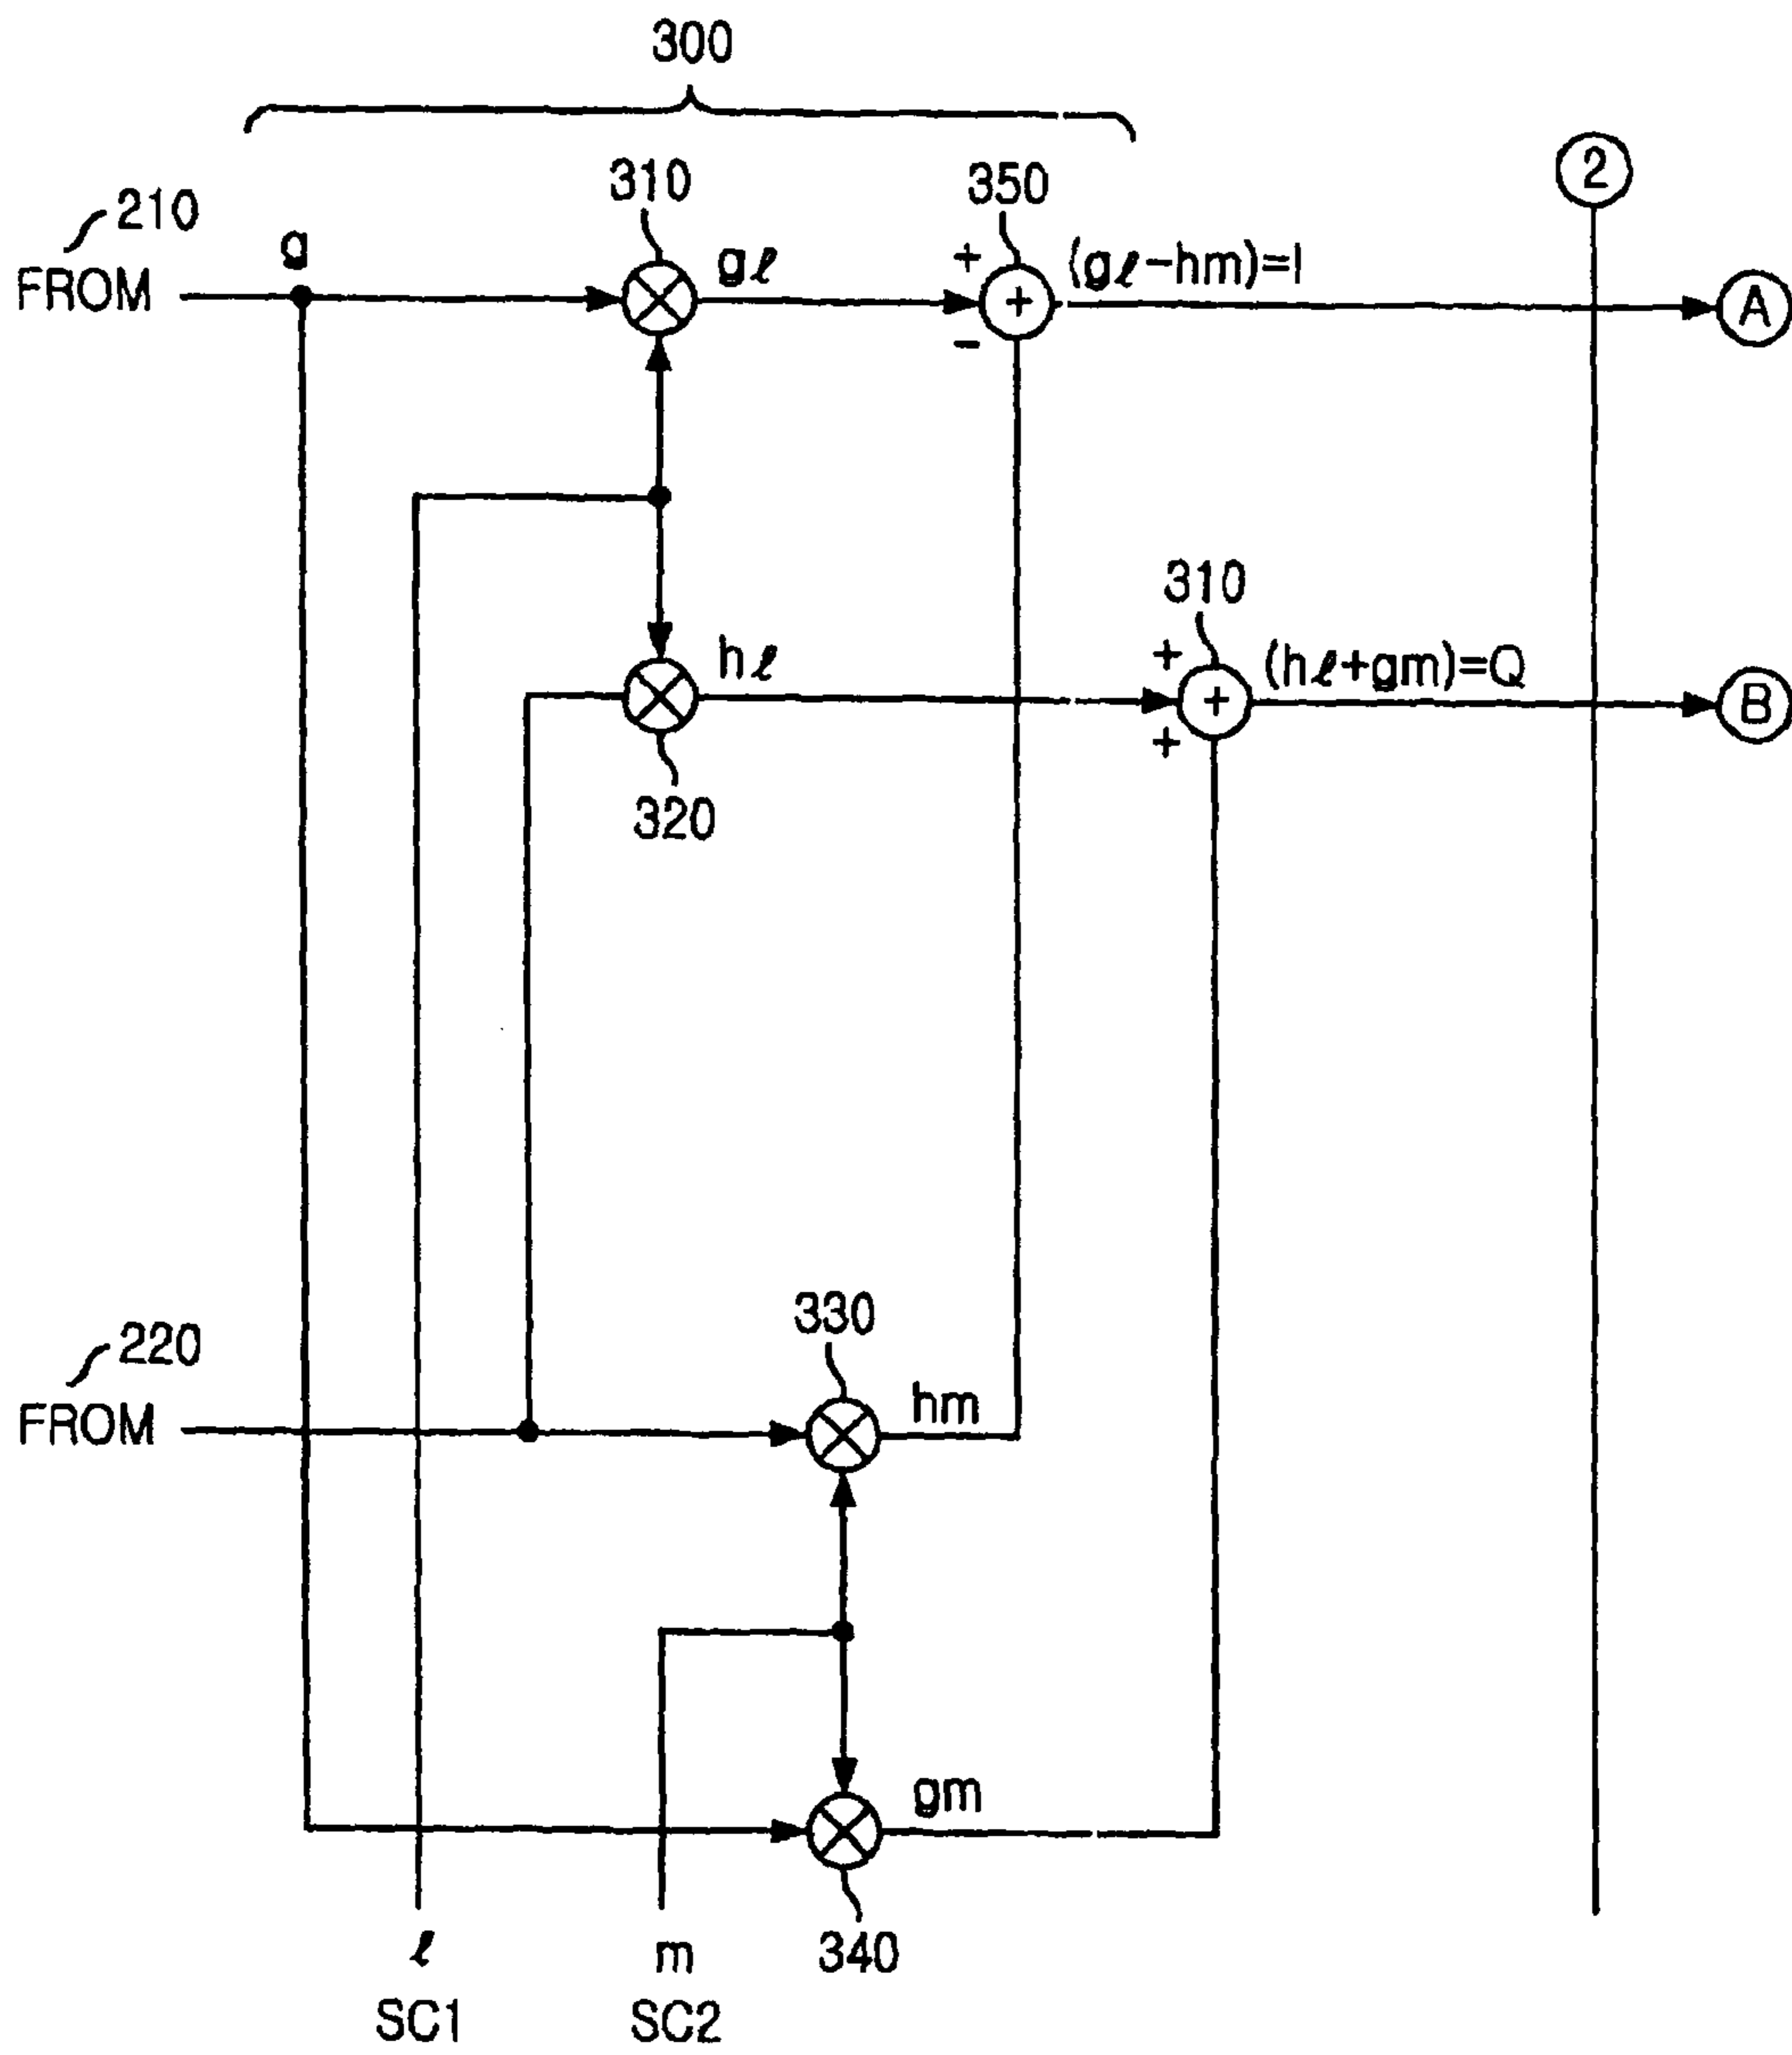 300
310
350
2
210
FROM
g
gℓ
+
(gℓ-hm)=I
+
-
A
310
hℓ
+
(hℓ+gm)=Q
+
+
B
320
330
220
FROM
hm
gm
ℓ
m
340
SC1
SC2